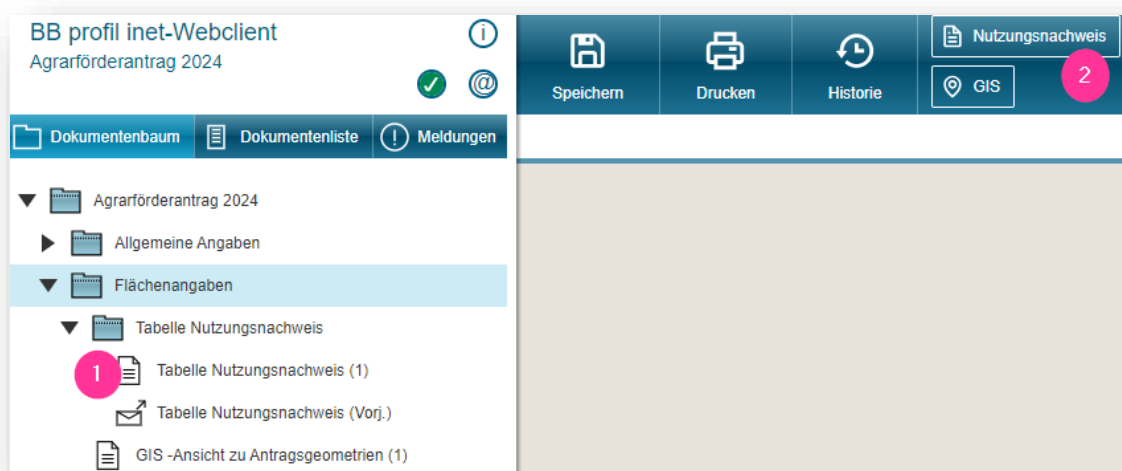 BB profil inet-Webclient
Agrarförderantrag 2024
Dokumentenbaum
Dokumentenliste
Meldungen
Agrarförderantrag 2024
Allgemeine Angaben
Flächenangaben
Tabelle Nutzungsnachweis
1
Tabelle Nutzungsnachweis (1)
Tabelle Nutzungsnachweis (Vorj.)
GIS -Ansicht zu Antragsgeometrien (1)
Speichern
Drucken
Historie
Nutzungsnachweis
2
GIS